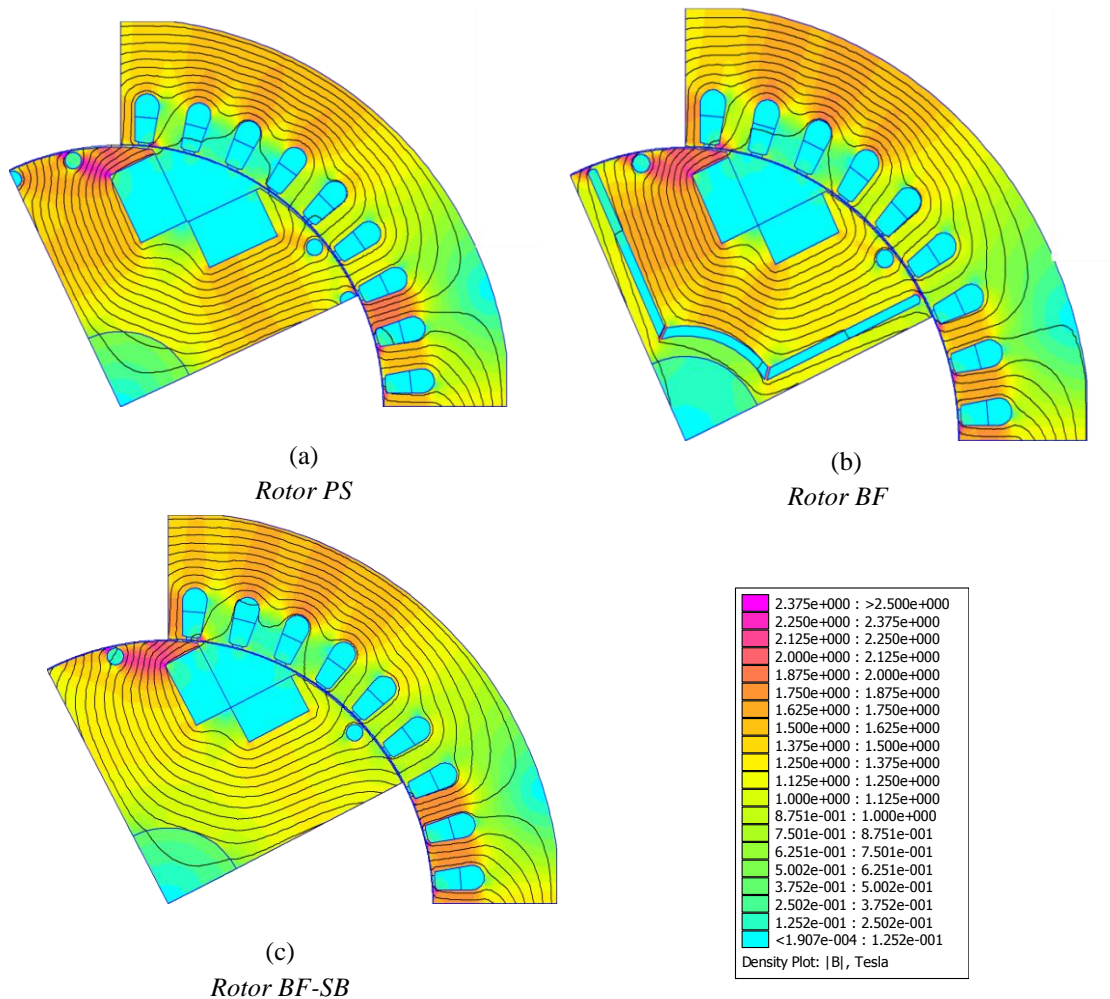 (a)
Rotor PS
(b)
Rotor BF
(c)
Rotor BF-SB
2.375e+000 : >2.500e+000
2.250e+000 : 2.375e+000
2.125e+000 : 2.250e+000
2.000e+000 : 2.125e+000
1.875e+000 : 2.000e+000
1.750e+000 : 1.875e+000
1.625e+000 : 1.750e+000
1.500e+000 : 1.625e+000
1.375e+000 : 1.500e+000
1.250e+000 : 1.375e+000
1.125e+000 : 1.250e+000
1.000e+000 : 1.125e+000
8.751e-001 : 1.000e+000
7.501e-001 : 8.751e-001
6.251e-001 : 7.501e-001
5.002e-001 : 6.251e-001
3.752e-001 : 5.002e-001
2.502e-001 : 3.752e-001
1.252e-001 : 2.502e-001
<1.907e-004 : 1.252e-001
Density Plot: |B|, Tesla